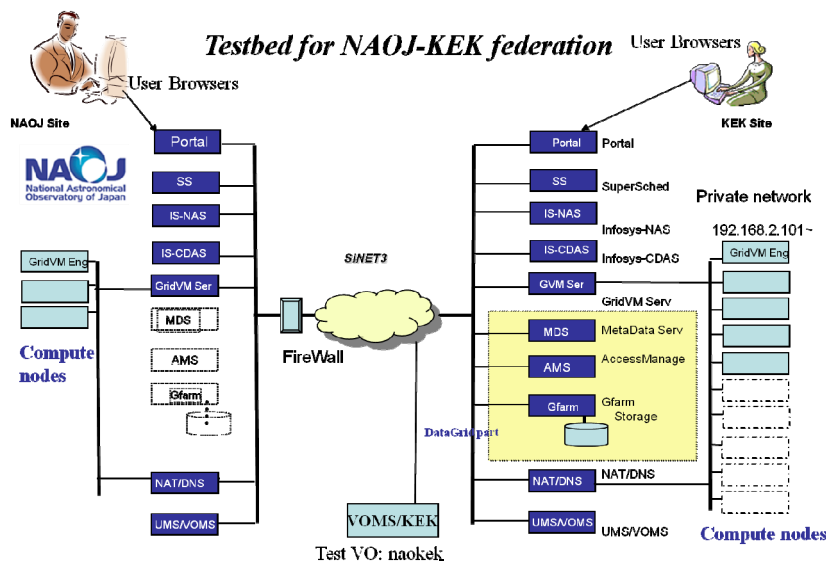 Testbed for NAOJ-KEK federation
User Browsers
User Browsers
NAOJ Site
KEK Site
NAOJ
National Astronomical
Observatory of Japan
Portal
SS
IS-NAS
IS-CDAS
GridVM Eng
GridVM Ser
MDS
AMS
Gfarm
Compute
nodes
NAT/DNS
UMS/VOMS
FireWall
SINET3
VOMS/KEK
Test VO: naokek
Portal
Portal
SS
SuperSched
IS-NAS
Infosys-NAS
IS-CDAS
Infosys-CDAS
GVM Ser
GridVM Serv
MDS
MetaData Serv
AMS
AccessManage
Gfarm
Gfarm
Storage
DataGridpart
NAT/DNS
NAT/DNS
UMS/VOMS
UMS/VOMS
Private network
192.168.2.101~
GridVM Eng
Compute nodes